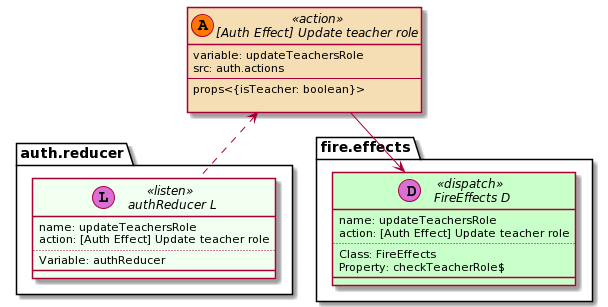 A
«action»
[Auth Effect] Update teacher role
variable: updateTeachersRole
src: auth.actions
props<{isTeacher: boolean}>
auth.reducer
L
«listen»
authReducer L
name: updateTeachersRole
action: [Auth Effect] Update teacher role
Variable: authReducer
fire.effects
D
«dispatch»
FireEffects D
name: updateTeachersRole
action: [Auth Effect] Update teacher role
Class: FireEffects
Property: checkTeacherRole$